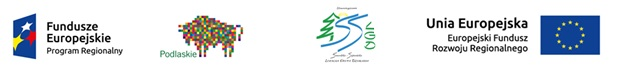 Fundusze
Europejskie
Program Regionalny
Podlaskie
LGD
Unia Europejska
Europejski Fundusz
Rozwoju Regionalnego